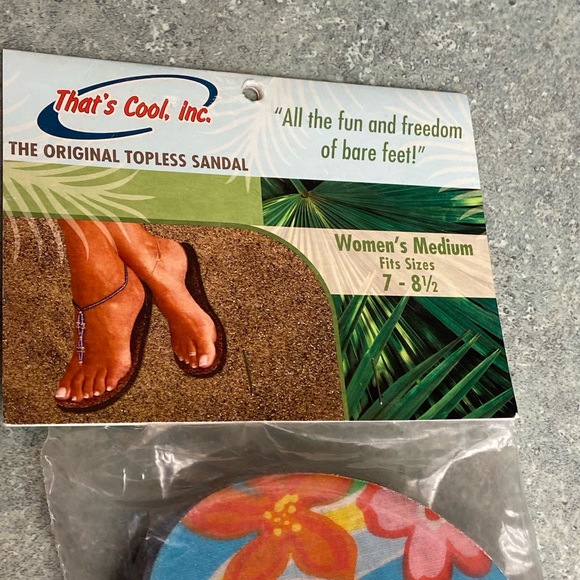 That's Cool, inc.
THE ORIGINAL TOPLESS SANDAL
"All the fun and freedom
of bare feet!"
Women's Medium
Fits Sizes
7 - 8½